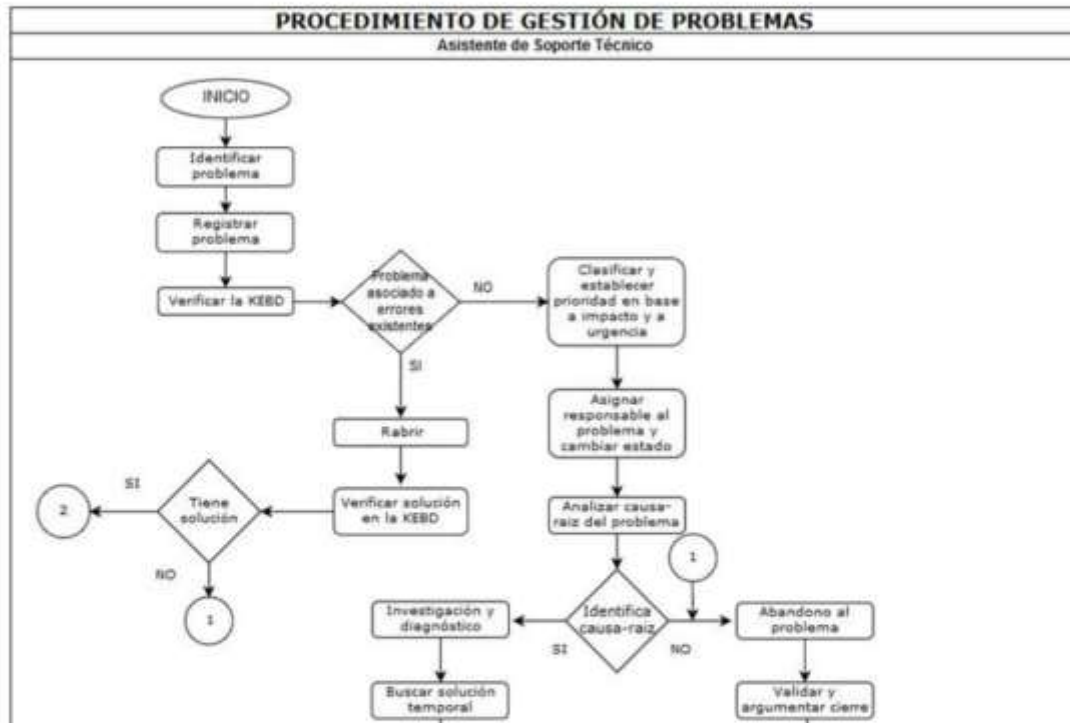 PROCEDIMIENTO DE GESTIÓN DE PROBLEMAS
Asistente de Soporte Técnico
INICIO
Identificar
problema
Registrar
problema
Verificar la KEBD
Problema
asociado a
errores
existentes
NO
Clasificar y
establecer
prioridad en base
a impacto y a
urgencia
SI
Asignar
responsable al
problema y
cambiar estado
Rabrir
Verificar solución
en la KEBD
Tiene
solución
SI
2
NO
1
Analizar causa-
raiz del problema
1
Identifica
causa-raiz
SI
NO
Investigación y
diagnóstico
Abandono al
problema
Buscar solución
temporal
Validar y
argumentar cierre